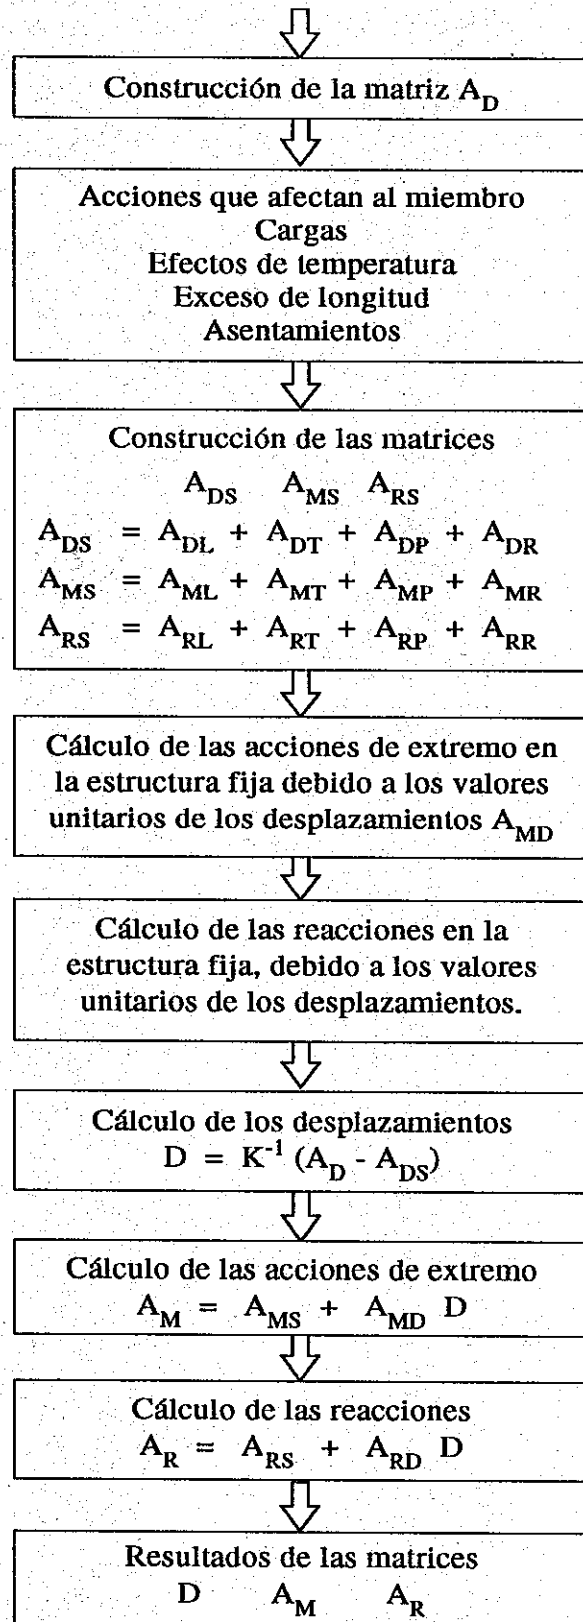 Construcción de la matriz A_D
Acciones que afectan al miembro
Cargas
Efectos de temperatura
Exceso de longitud
Asentamientos
Construcción de las matrices
A_DS A_MS A_RS
A_DS = A_DL + A_DT + A_DP + A_DR
A_MS = A_ML + A_MT + A_MP + A_MR
A_RS = A_RL + A_RT + A_RP + A_RR
Cálculo de las acciones de extremo en
la estructura fija debido a los valores
unitarios de los desplazamientos A_MD
Cálculo de las reacciones en la
estructura fija, debido a los valores
unitarios de los desplazamientos.
Cálculo de los desplazamientos
D = K^-1 (A_D - A_DS)
Cálculo de las acciones de extremo
A_M = A_MS + A_MD D
Cálculo de las reacciones
A_R = A_RS + A_RD D
Resultados de las matrices
D A_M A_R